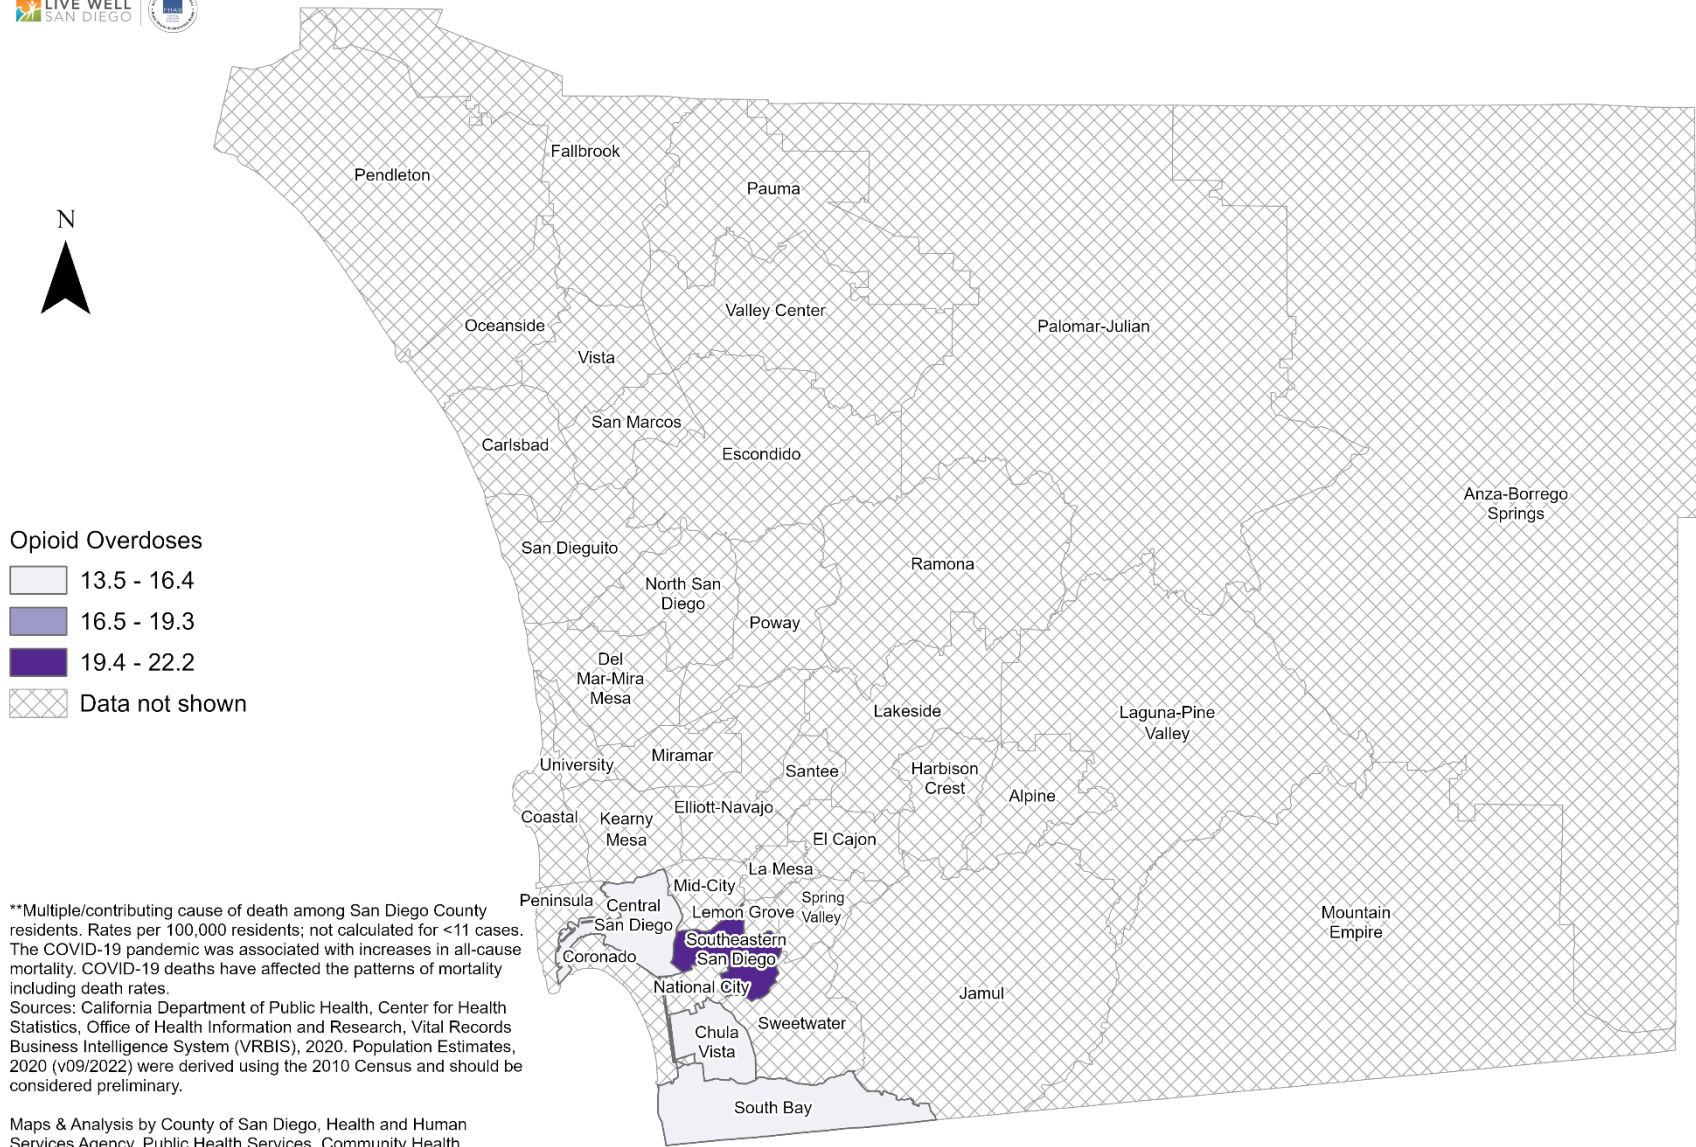 LIVE WELL
SAN DIEGO
PHAB
Fallbrook
Pendleton
Pauma
N
Valley Center
Oceanside
Palomar-Julian
Vista
San Marcos
Carlsbad
Escondido
Anza-Borrego
Springs
Opioid Overdoses
13.5 - 16.4
16.5 - 19.3
19.4 - 22.2
Data not shown
San Dieguito
Ramona
North San
Diego
Poway
Del
Mar-Mira
Mesa
Lakeside
Laguna-Pine
Valley
Miramar
University
Santee
Harbison
Crest
Alpine
Elliott-Navajo
Coastal
Kearny
Mesa
El Cajon
La Mesa
Mid-City
Peninsula
Central
San Diego
Spring
Valley
Lemon Grove
Mountain
Empire
Southeastern
San Diego
Coronado
National City
Jamul
Sweetwater
Chula
Vista
South Bay
**Multiple/contributing cause of death among San Diego County
residents. Rates per 100,000 residents; not calculated for <11 cases.
The COVID-19 pandemic was associated with increases in all-cause
mortality. COVID-19 deaths have affected the patterns of mortality
including death rates.
Sources: California Department of Public Health, Center for Health
Statistics, Office of Health Information and Research, Vital Records
Business Intelligence System (VRBIS), 2020. Population Estimates,
2020 (v09/2022) were derived using the 2010 Census and should be
considered preliminary.
Maps & Analysis by County of San Diego, Health and Human
Services Agency, Public Health Services, Community Health